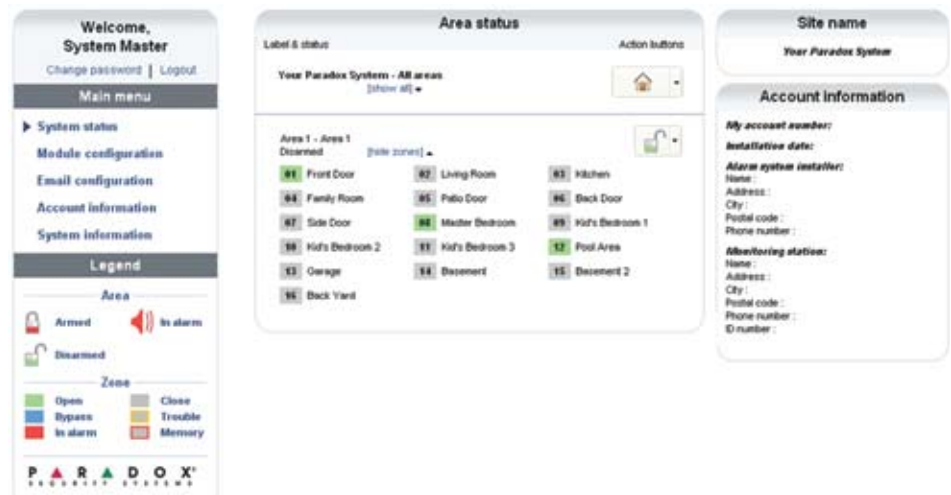 Welcome,
System Master
Change password | Logout
Main menu
System status
Module configuration
Email configuration
Account information
System information
Legend
Area
Armed
In alarm
Disarmed
Zone
Open
Close
Bypass
Trouble
In alarm
Memory
PARADOX
SECURITY SYSTEMS
Area status
Label & status
Action buttons
Your Paradox System - All areas
[show all]
Area 1 - Area 1
Disarmed [hide zones]
01 Front Door 02 Living Room 03 Kitchen
04 Family Room 05 Patio Door 06 Back Door
07 Side Door 08 Master Bedroom 09 Kid's Bedroom 1
10 Kid's Bedroom 2 11 Kid's Bedroom 3 12 Pool Area
13 Garage 14 Basement 15 Basement 2
16 Back Yard
Site name
Your Paradox System
Account information
My account number:
Installation date:
Alarm system installer:
Name :
Address :
City :
Postal code :
Phone number :
Monitoring station:
Name :
Address :
City :
Postal code :
Phone number :
ID number :